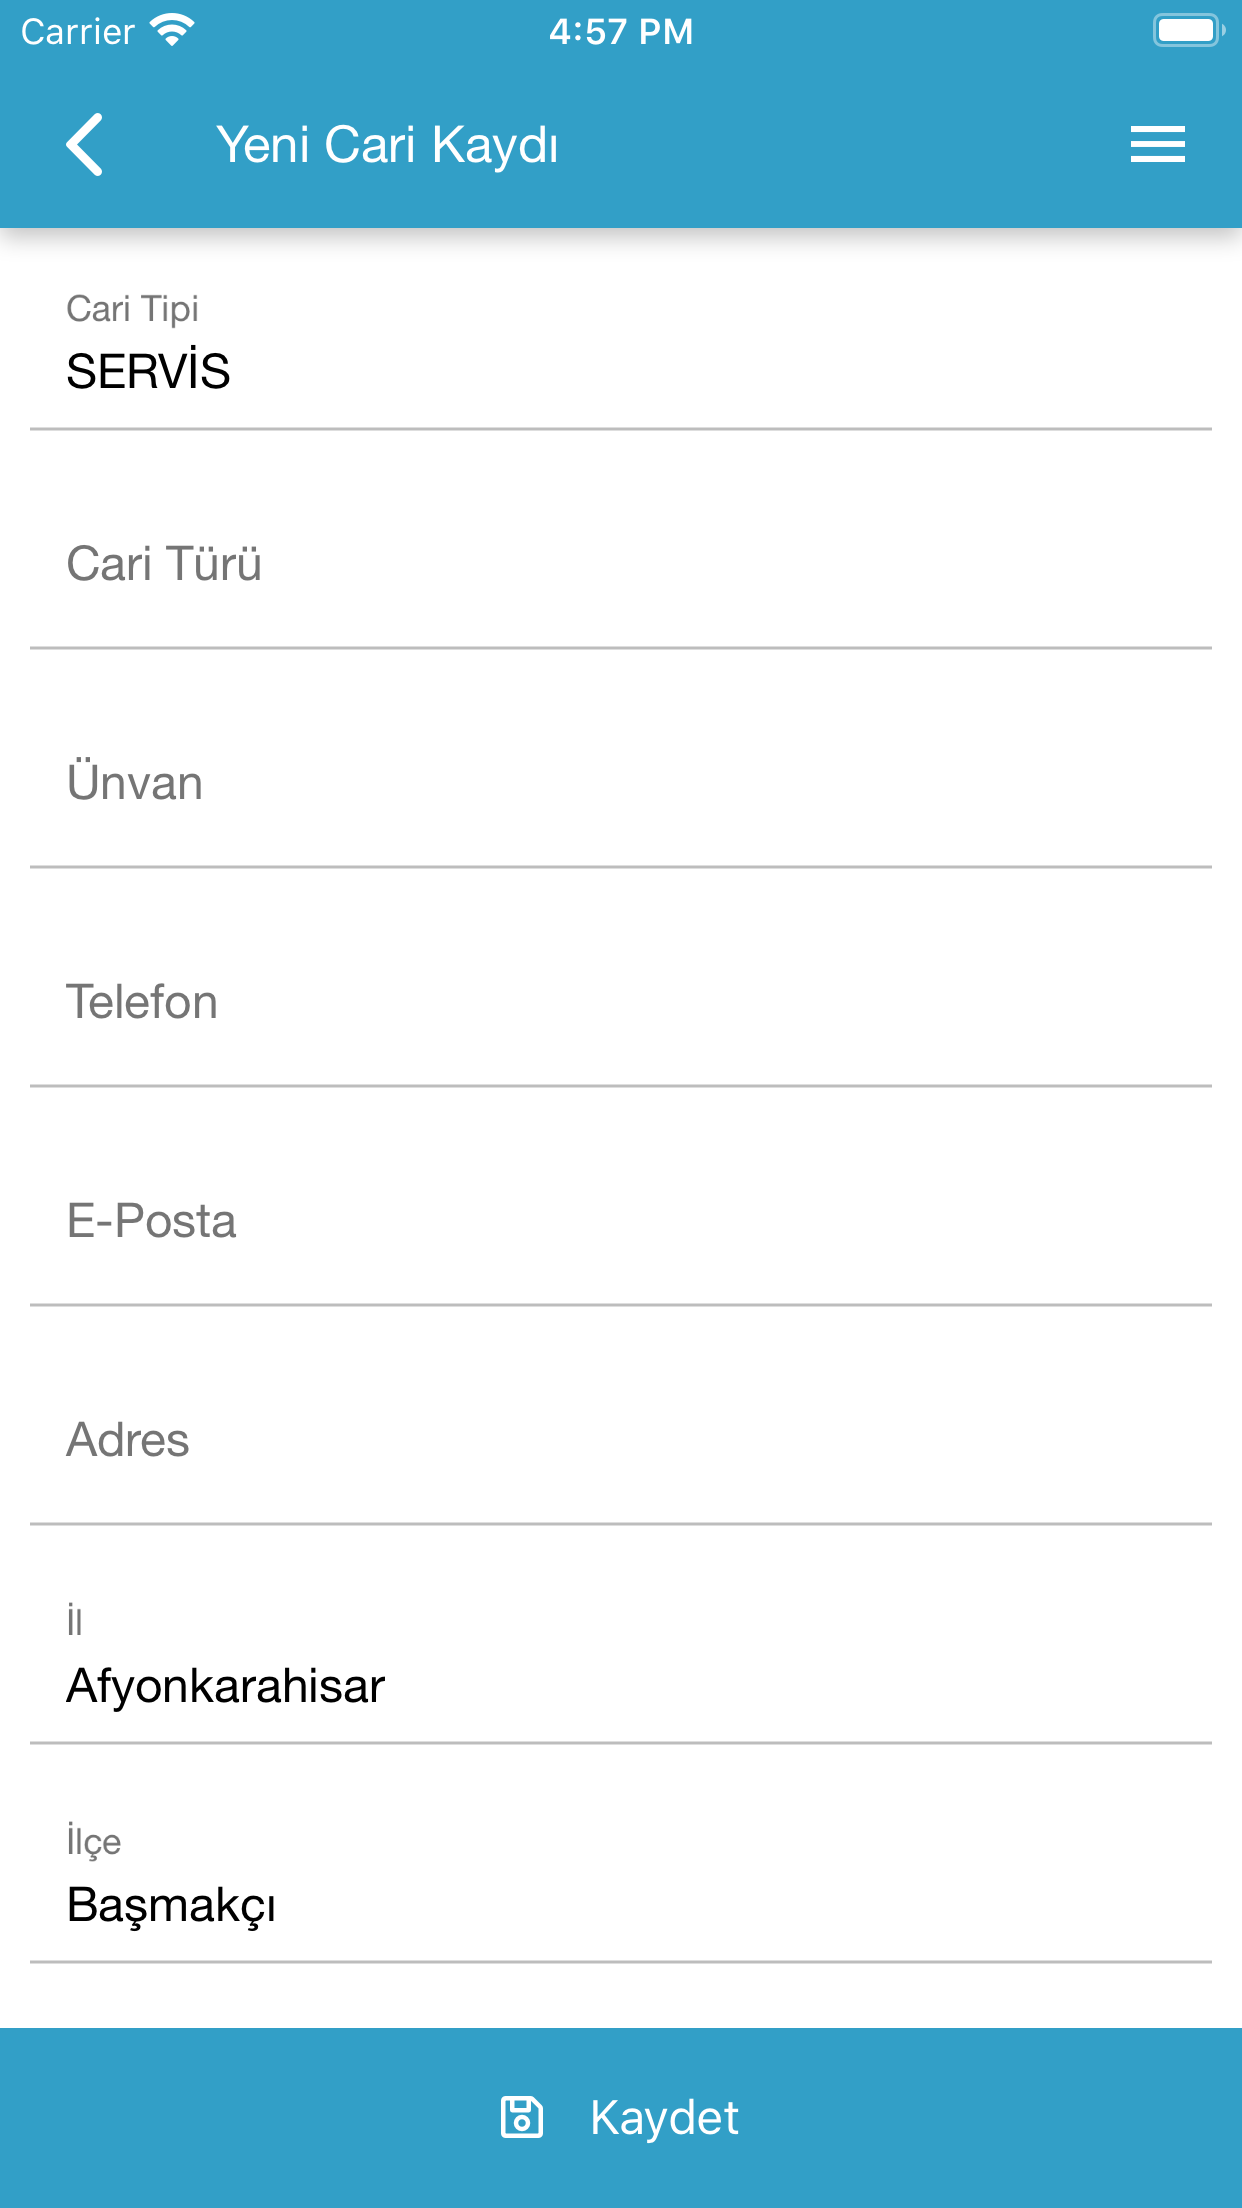 Carrier 4:57 PM
Yeni Cari Kaydı
Cari Tipi
SERVİS
Cari Türü
Ünvan
Telefon
E-Posta
Adres
İl
Afyonkarahisar
İlçe
Başmakçı
Kaydet